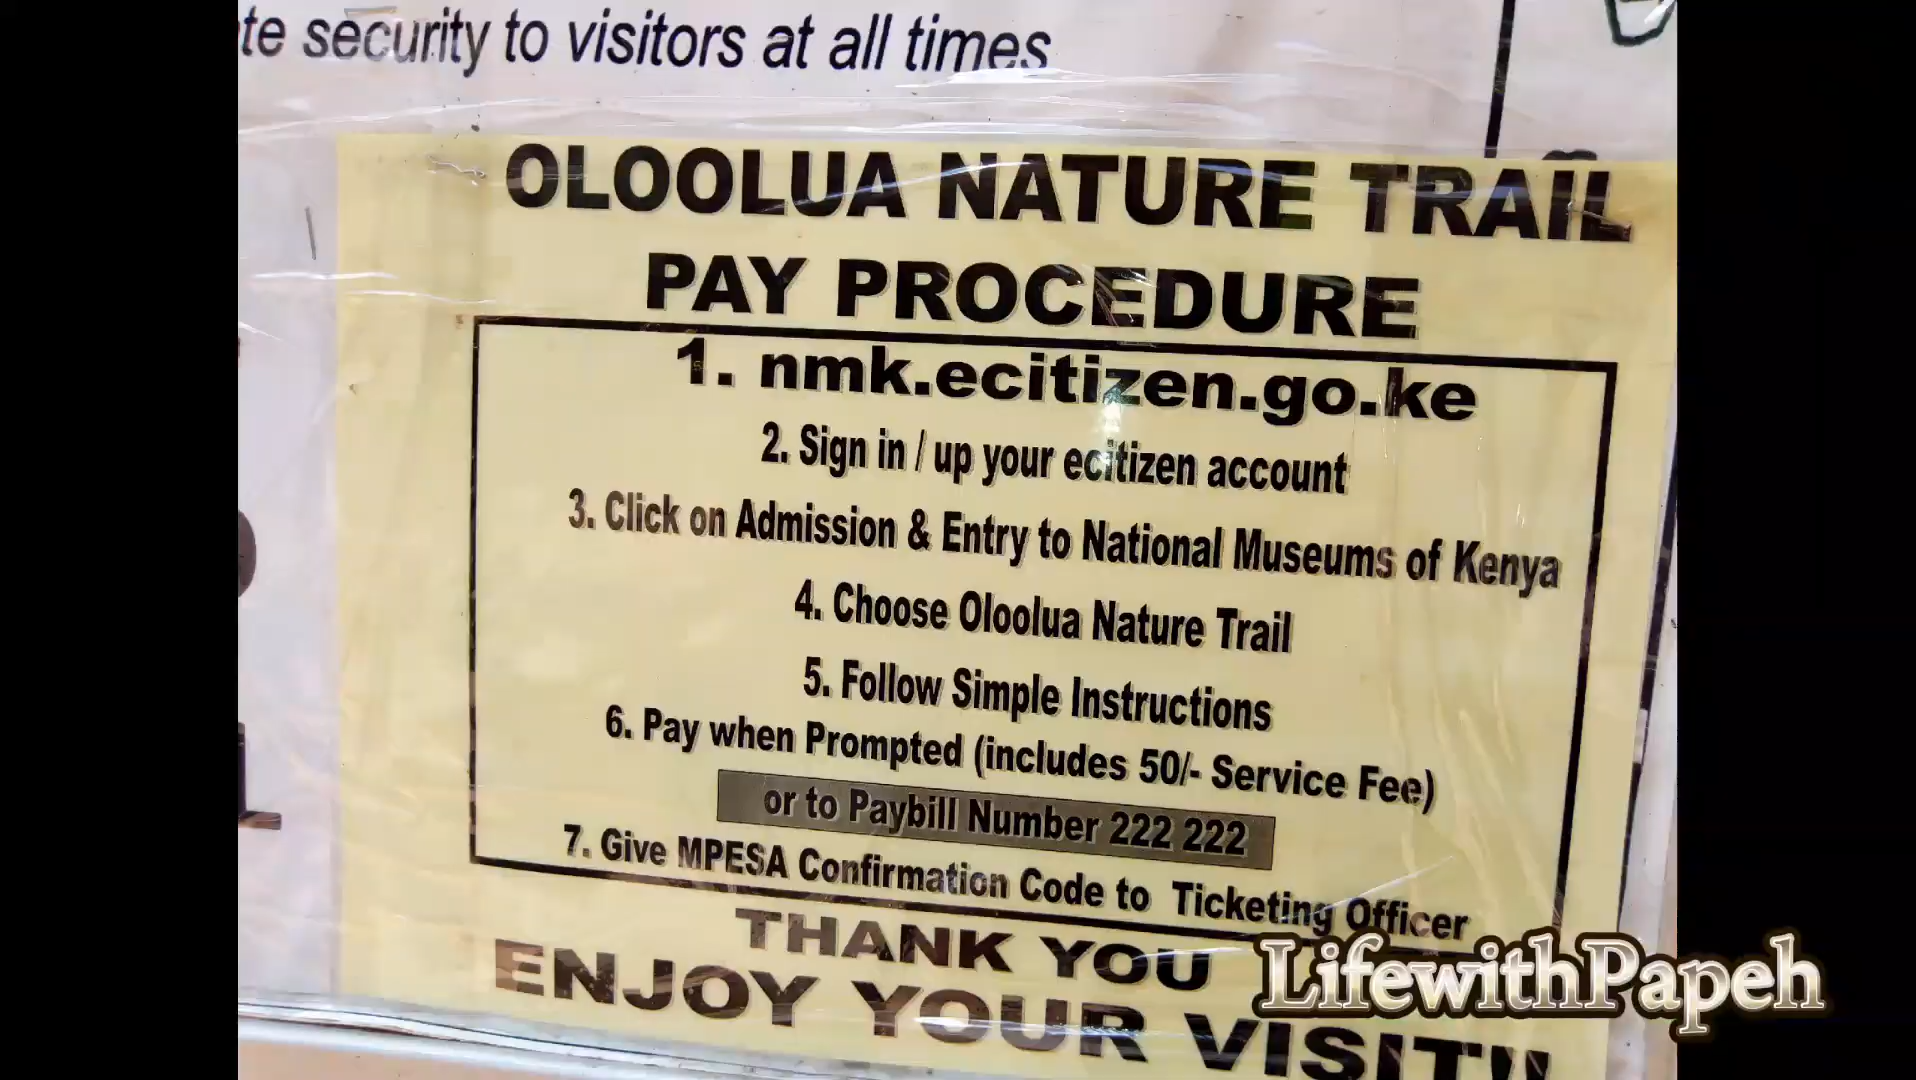 te security to visitors at all times
OLOOLUA NATURE TRAIL
PAY PROCEDURE
1. nmk.ecitizen.go.ke
2. Sign in / up your ecitizen account
3. Click on Admission & Entry to National Museums of Kenya
4. Choose Oloolua Nature Trail
5. Follow Simple Instructions
6. Pay when Prompted (includes 50/- Service Fee)
or to Paybill Number 222 222
7. Give MPESA Confirmation Code to Ticketing Officer
THANK YOU
ENJOY YOUR VISIT!!
LifewithPapeh